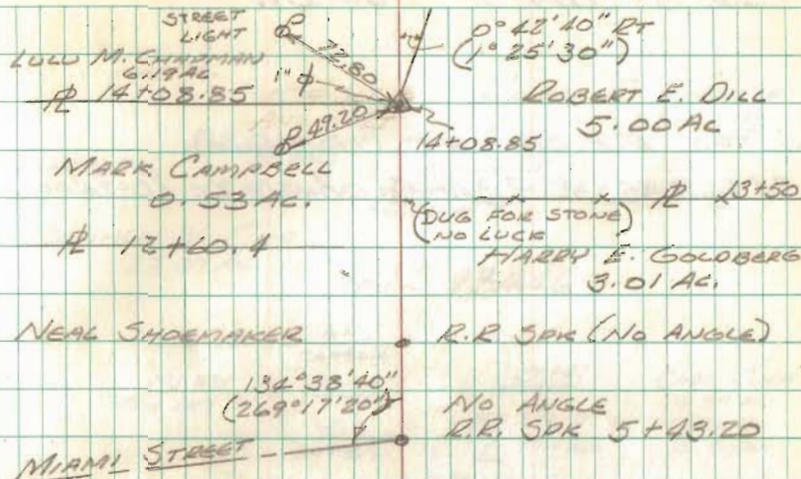 STREET
LIGHT
P
0°42'40" RT
(1°25'30")
72.80
LULU M. CHAPMAN
6.19 AC
1" ϕ
ROBERT E. DILL
5.00 AC
P̶L̶ 14+08.85
49.20
P
14+08.85
MARK CAMPBELL
0.53 AC.
PL 13+50
(DUG FOR STONE)
NO LUCK
PL 12+60.4
HARRY E. GOLDBERG
3.01 AC.
NEAL SHOEMAKER
R.R SPK (NO ANGLE)
134°38'40"
(269°17'20")
NO ANGLE
R.R. SPK 5+43.20
MIAMI STREET